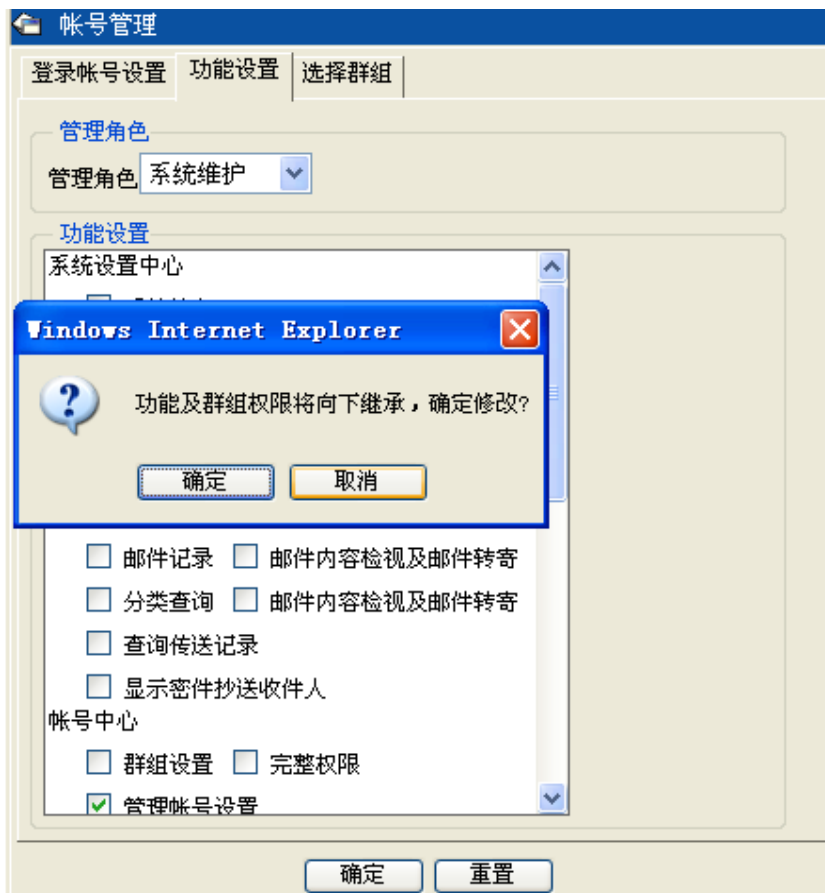 帐号管理
登录帐号设置 功能设置 选择群组
管理角色
管理角色 系统维护
功能设置
系统设置中心
Windows Internet Explorer
功能及群组权限将向下继承，确定修改?
确定 取消
邮件记录 邮件内容检视及邮件转寄
分类查询 邮件内容检视及邮件转寄
查询传送记录
显示密件抄送收件人
帐号中心
群组设置 完整权限
管理帐号设置
确定 重置